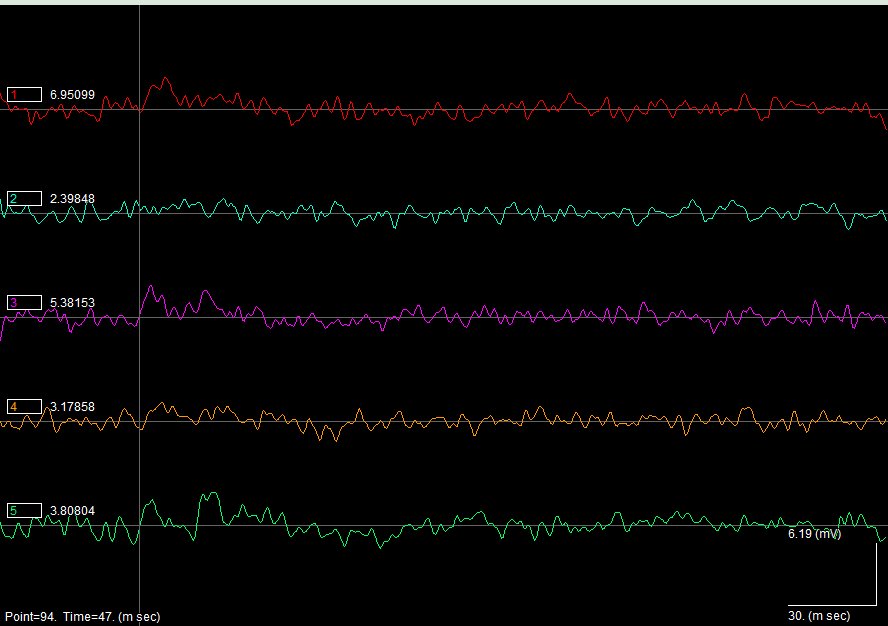 1 6.95099
2 2.39848
3 5.38153
4 3.17858
5 3.80804
6.19 (mV)
Point=94. Time=47. (m sec)
30. (m sec)